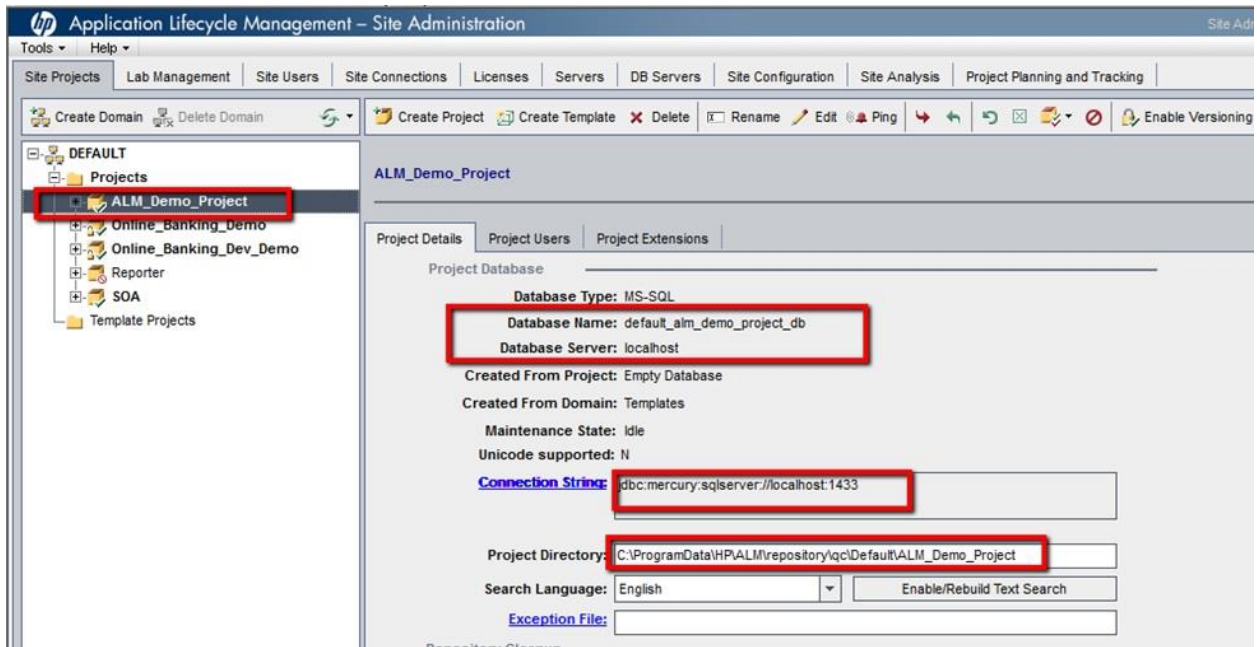 hp Application Lifecycle Management – Site Administration Site Adm
Tools Help
Site Projects Lab Management Site Users Site Connections Licenses Servers DB Servers Site Configuration Site Analysis Project Planning and Tracking
Create Domain Delete Domain Create Project Create Template Delete Rename Edit Ping Enable Versioning
DEFAULT
Projects
ALM_Demo_Project
Online_Banking_Demo
Online_Banking_Dev_Demo
Reporter
SOA
Template Projects
ALM_Demo_Project
Project Details Project Users Project Extensions
Project Database
Database Type: MS-SQL
Database Name: default_alm_demo_project_db
Database Server: localhost
Created From Project: Empty Database
Created From Domain: Templates
Maintenance State: Idle
Unicode supported: N
Connection String: jdbc:mercury:sqlserver://localhost:1433
Project Directory: C:\ProgramData\HP\ALM\repository\qc\Default\ALM_Demo_Project
Search Language: English Enable/Rebuild Text Search
Exception File: